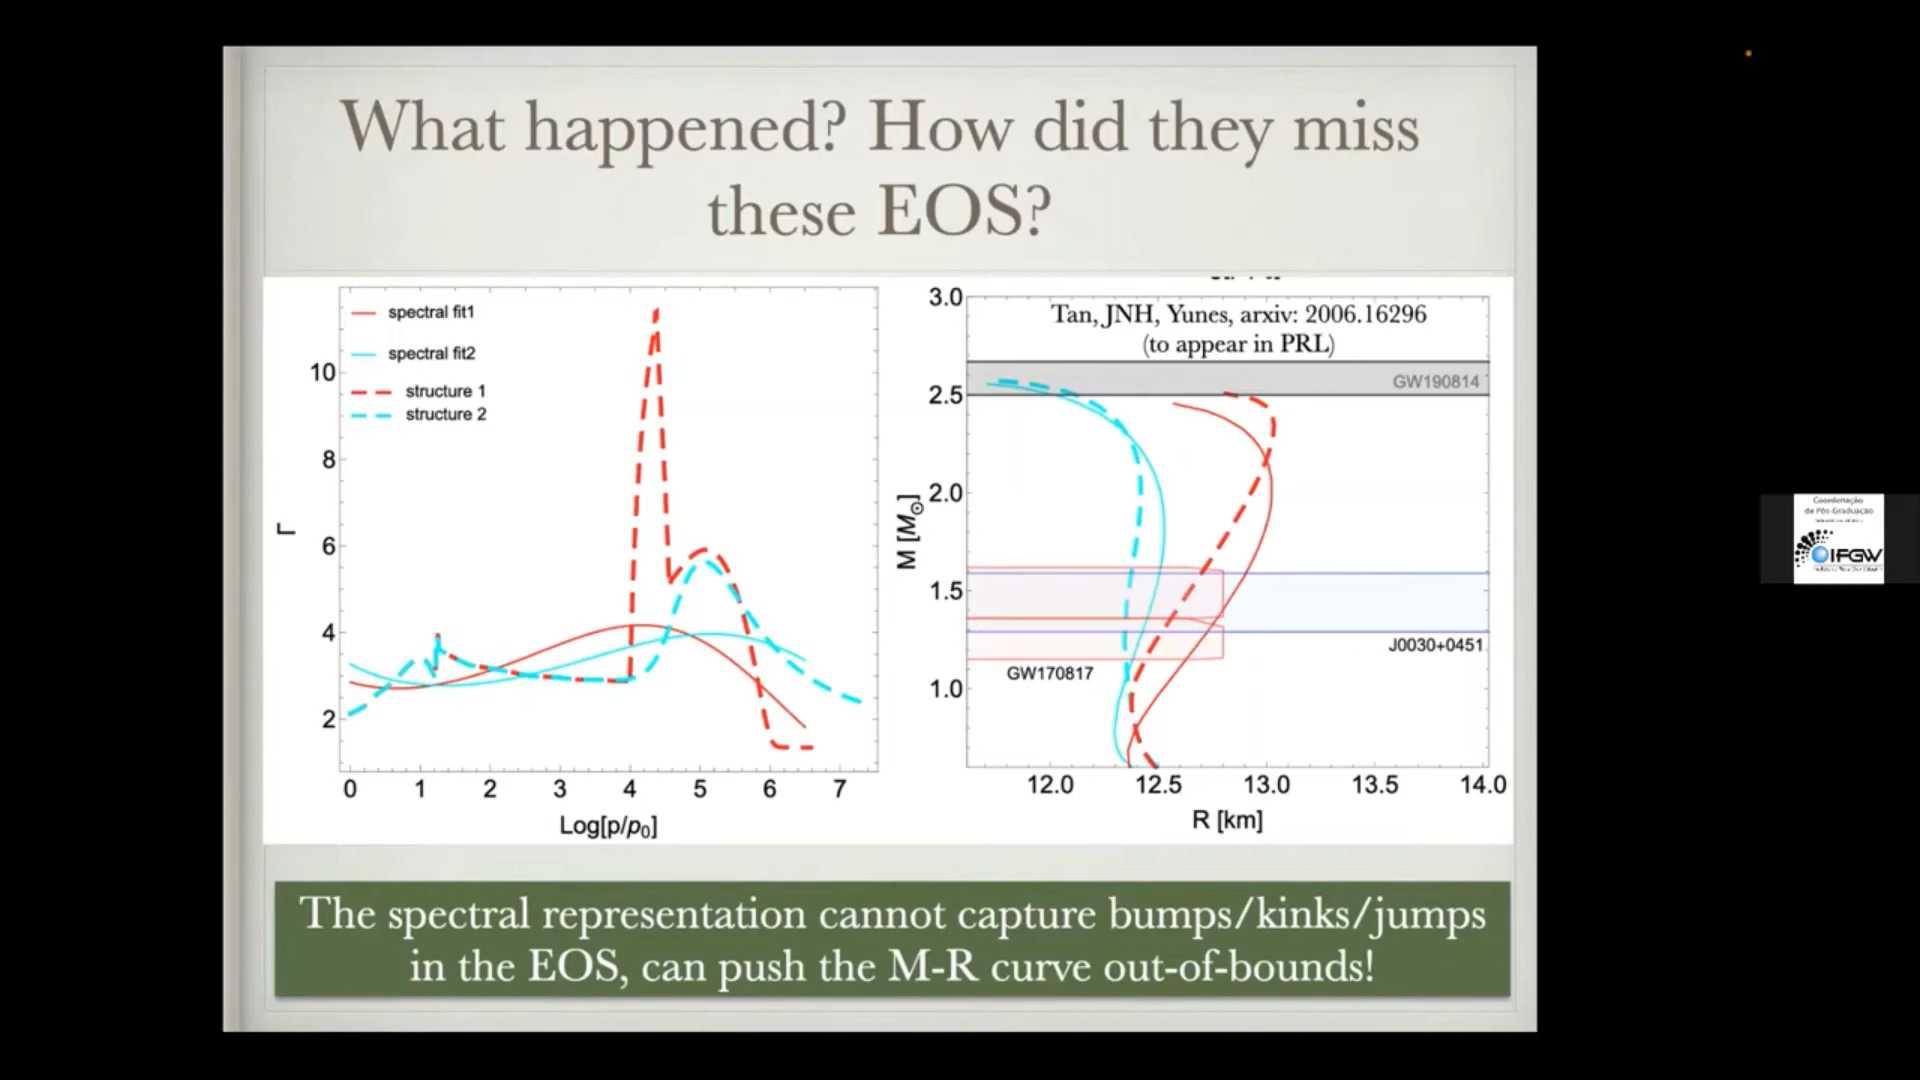 What happened? How did they miss
these EOS?
spectral fit1
spectral fit2
structure 1
structure 2
10
8
6
4
2
Γ
0 1 2 3 4 5 6 7
Log[p/p₀]
Tan, JNH, Yunes, arxiv: 2006.16296
(to appear in PRL)
GW190814
3.0
2.5
2.0
1.5
1.0
M [M⊙]
J0030+0451
GW170817
12.0 12.5 13.0 13.5 14.0
R [km]
The spectral representation cannot capture bumps/kinks/jumps
in the EOS, can push the M-R curve out-of-bounds!
Coordenação
de Pós-Graduação
IFGW